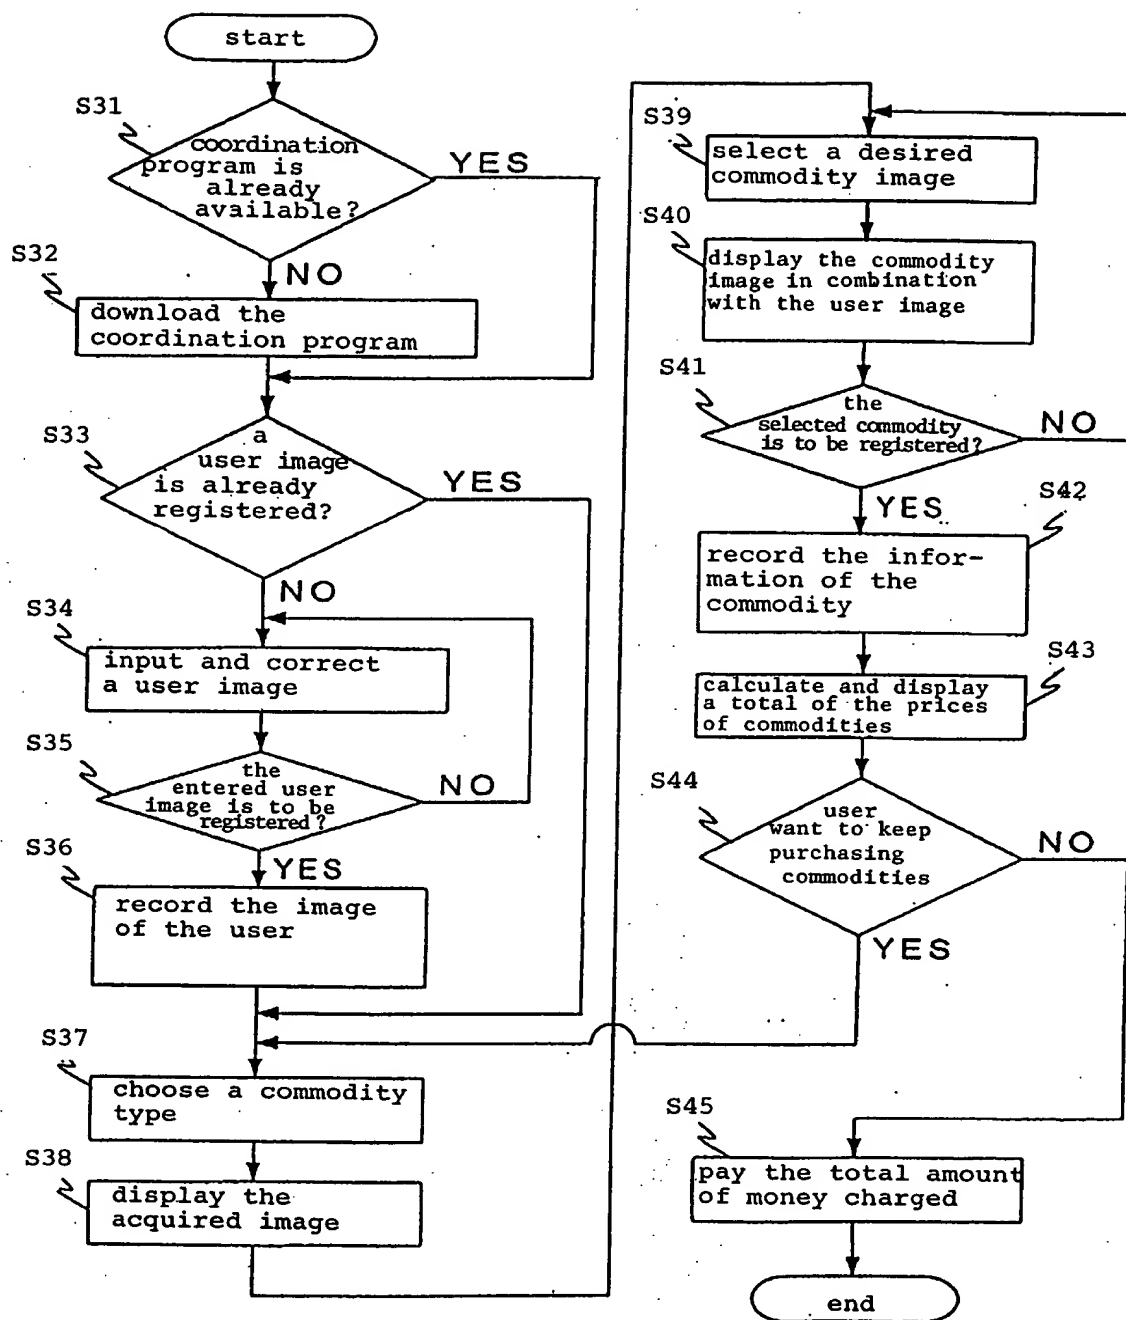 start
S31
coordination
program is
already
available?
YES
NO
S32
download the
coordination program
S33
a
user image
is already
registered?
YES
NO
S34
input and correct
a user image
S35
the
entered user
image is to be
registered?
NO
YES
S36
record the image
of the user
S37
choose a commodity
type
S38
display the
acquired image
S39
select a desired
commodity image
S40
display the commodity
image in combination
with the user image
S41
the
selected commodity
is to be registered?
NO
YES
S42
record the infor-
mation of the
commodity
S43
calculate and display
a total of the prices
of commodities
S44
user
want to keep
purchasing
commodities
NO
YES
S45
pay the total amount
of money charged
end